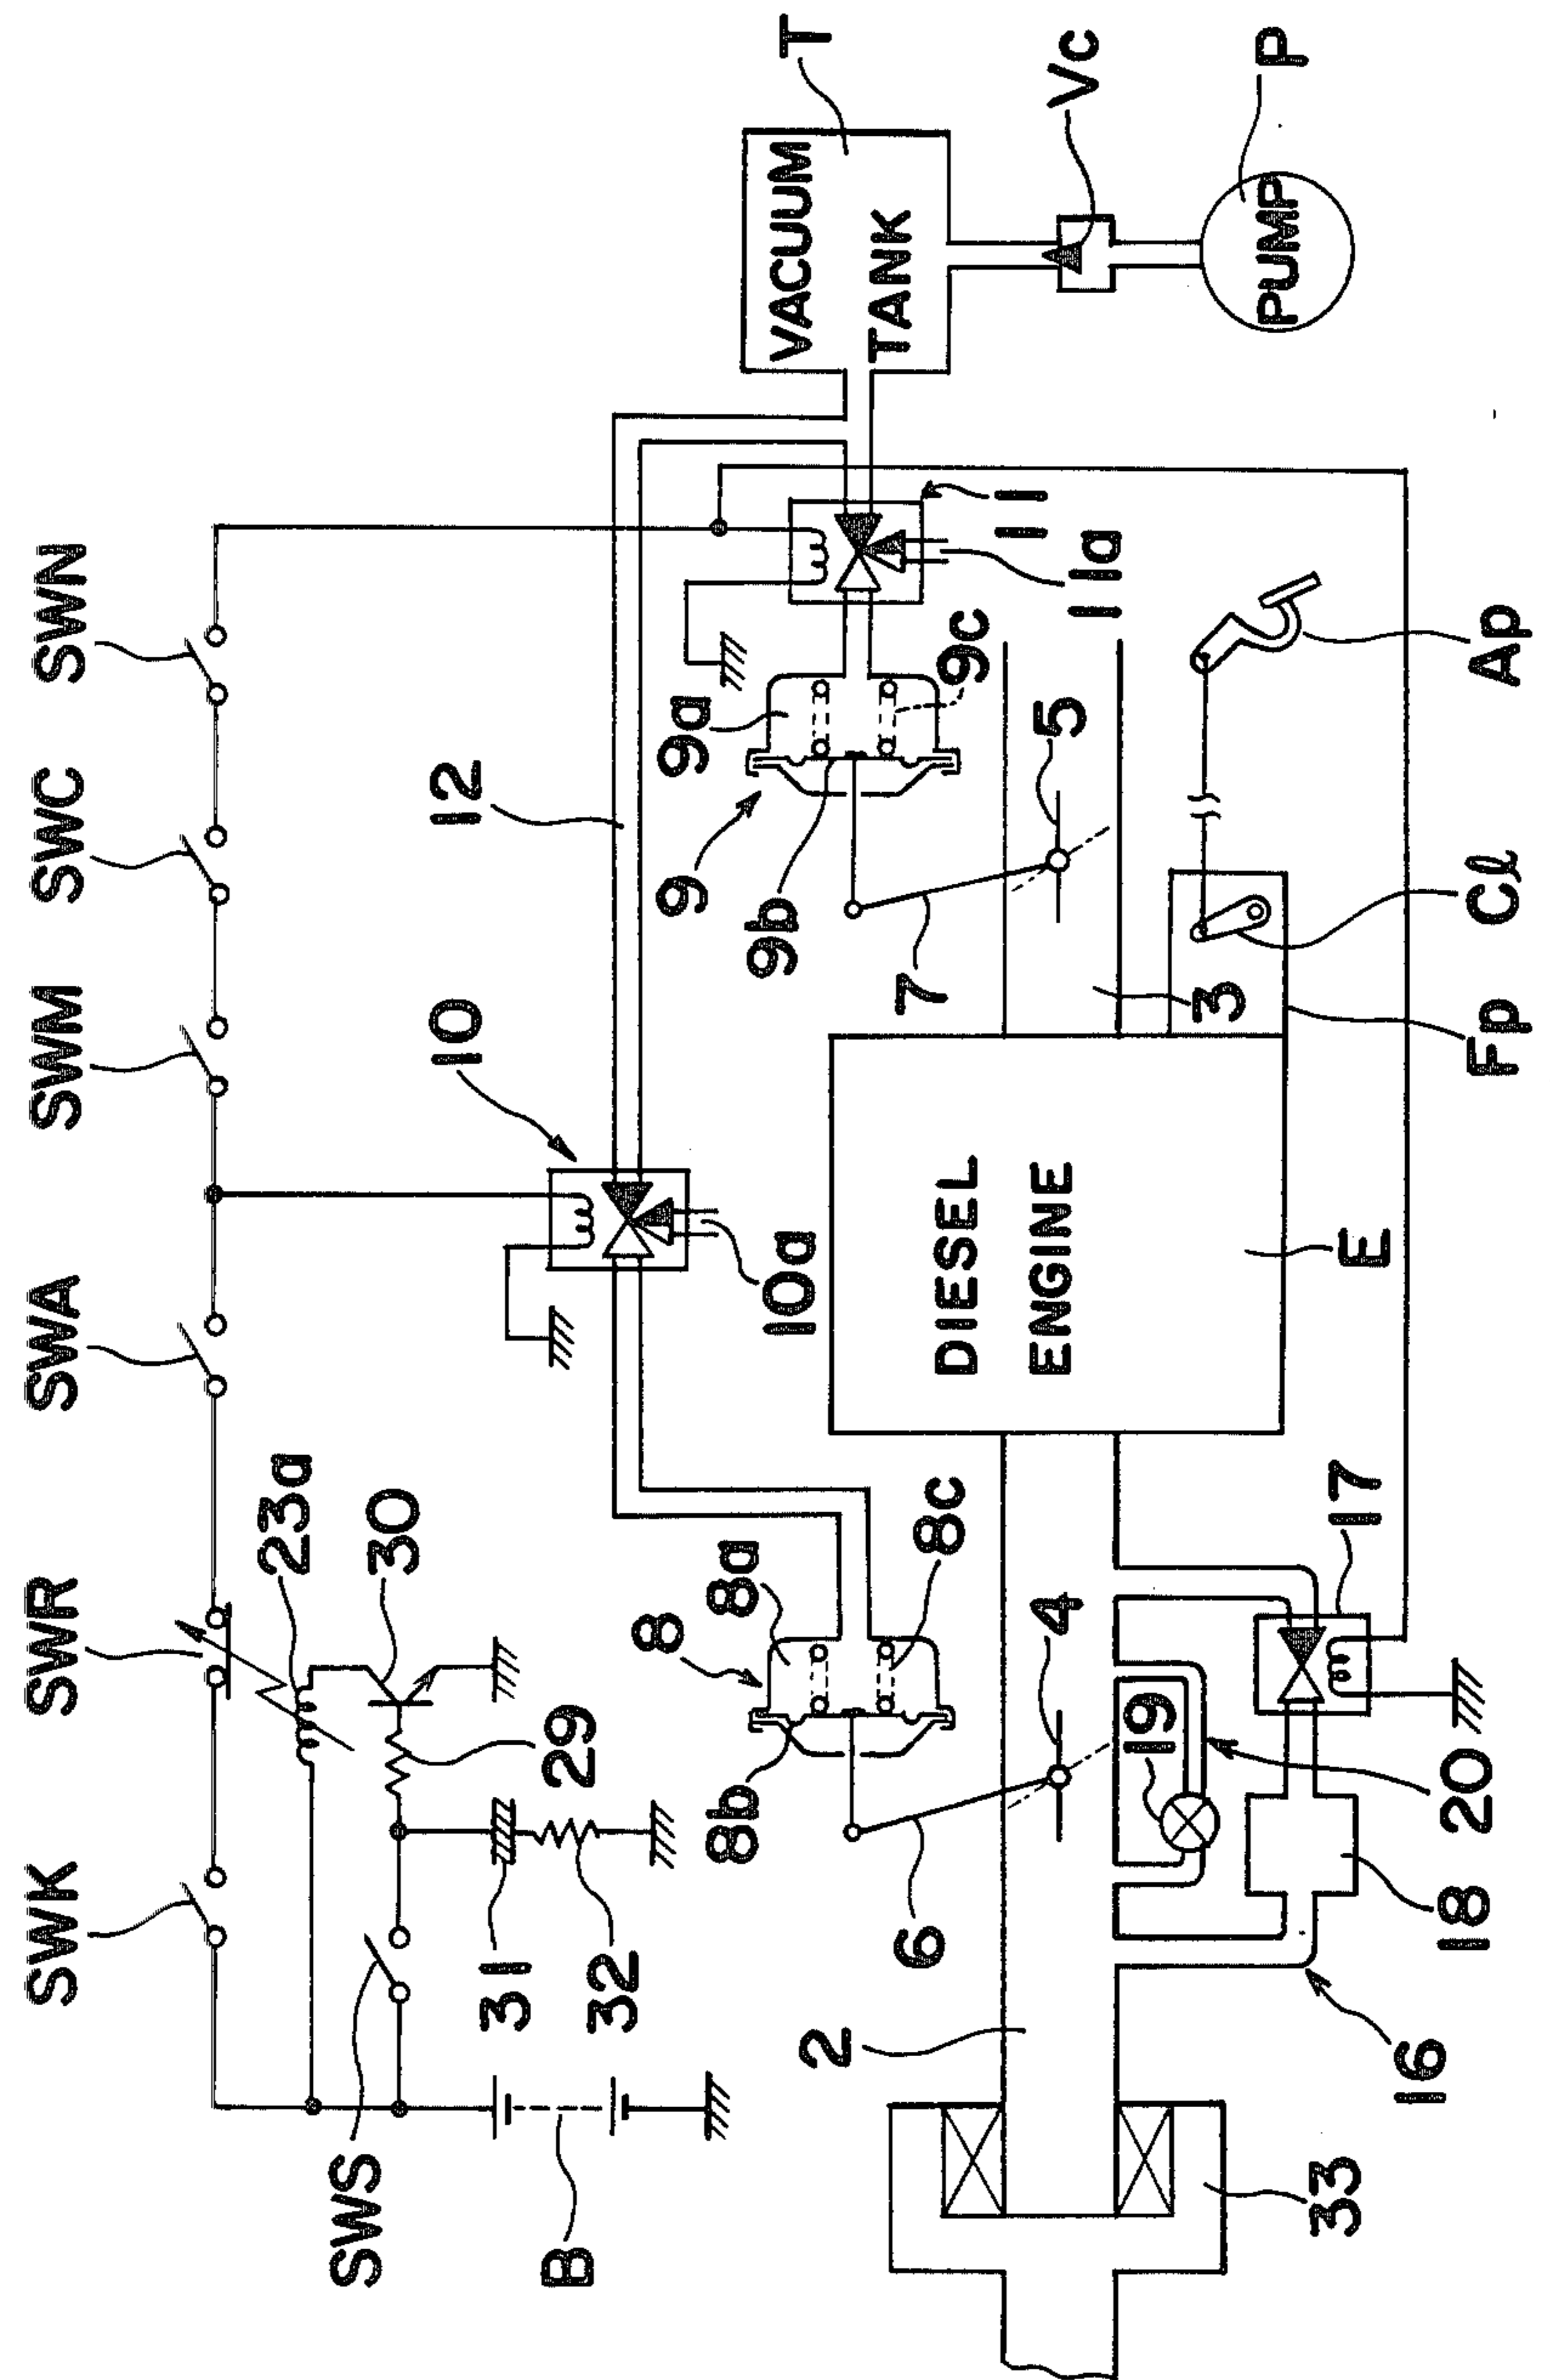 SWK
SWR
SWA
SWM
SWC
SWN
23a
SWS
30
10
12
31
B
29
32
8
9
9a
8b
8a
9b
10a
VACUUM
TANK
T
2
6
7
8c
DIESEL
ENGINE
9c
11
4
5
Vc
11a
19
3
PUMP
P
33
17
E
16
18
20
Fp
Cℓ
Ap